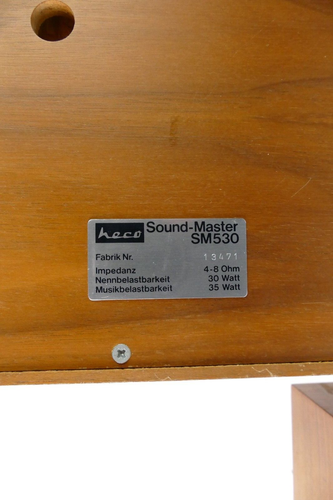 heco Sound-Master
SM530
Fabrik Nr. 13471
Impedanz 4-8 Ohm
Nennbelastbarkeit 30 Watt
Musikbelastbarkeit 35 Watt